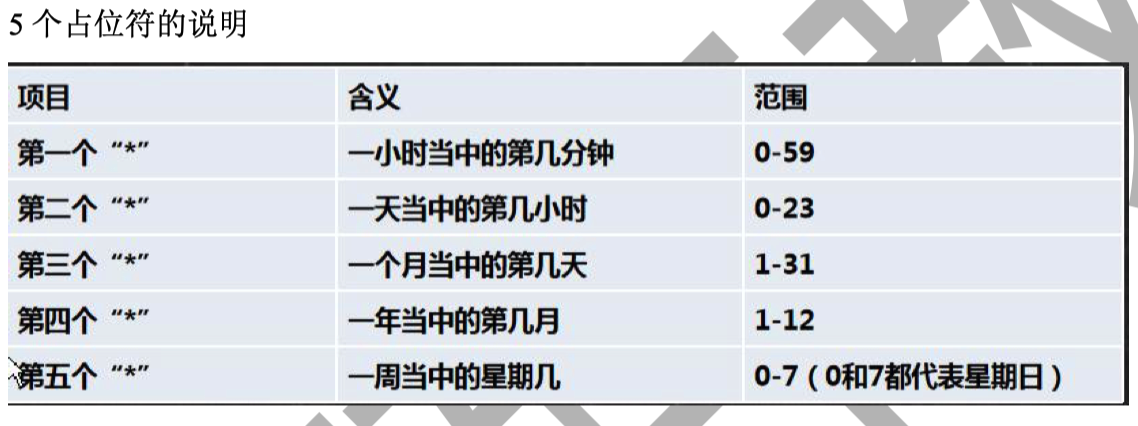 5 个占位符的说明
项目 含义 范围
第一个 “*” 一小时当中的第几分钟 0-59
第二个 “*” 一天当中的第几小时 0-23
第三个 “*” 一个月当中的第几天 1-31
第四个 “*” 一年当中的第几月 1-12
第五个 “*” 一周当中的星期几 0-7（0和7都代表星期日）